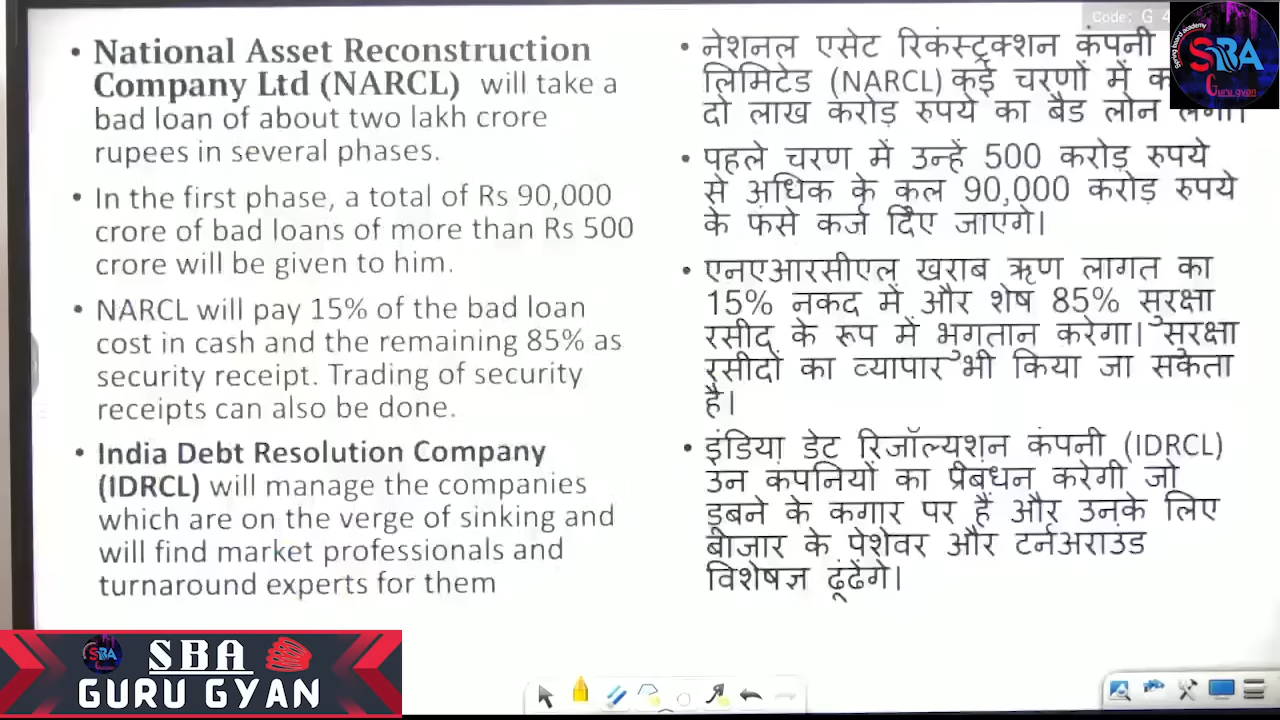 Code: G 4
• National Asset Reconstruction
Company Ltd (NARCL) will take a
bad loan of about two lakh crore
rupees in several phases.
• In the first phase, a total of Rs 90,000
crore of bad loans of more than Rs 500
crore will be given to him.
• NARCL will pay 15% of the bad loan
cost in cash and the remaining 85% as
security receipt. Trading of security
receipts can also be done.
• India Debt Resolution Company
(IDRCL) will manage the companies
which are on the verge of sinking and
will find market professionals and
turnaround experts for them
• नेशनल एसेट रिकंस्ट्रक्शन कंपनी
लिमिटेड (NARCL) कई चरणों में
दो लाख करोड़ रुपये का बैड लोन
• पहले चरण में उन्हें 500 करोड़ रुपये
से अधिक के कुल 90,000 करोड़ रुपये
के फंसे कर्ज दिए जाएंगे।
• एनएआरसीएल खराब ऋण लागत का
15% नकद में और शेष 85% सुरक्षा
रसीद के रूप में भुगतान करेगा। सुरक्षा
रसीदों का व्यापार भी किया जा सकता
है।
• इंडिया डेट रिजॉल्यूशन कंपनी (IDRCL)
उन कंपनियों का प्रबंधन करेगी जो
डूबने के कगार पर हैं और उनके लिए
बाजार के पेशेवर और टर्नअराउंड
विशेषज्ञ ढूंढेंगे।
SBA
Guru gyan
SBA
SBA
GURU GYAN